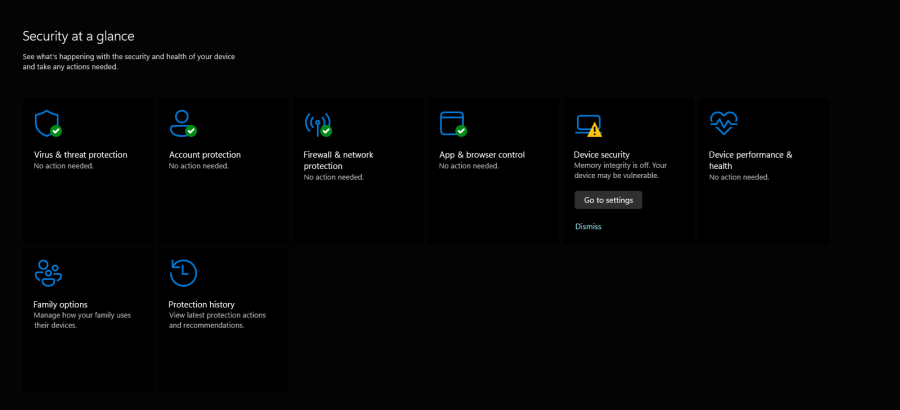 Security at a glance
See what's happening with the security and health of your device
and take any actions needed.
Virus & threat protection
No action needed.
Account protection
No action needed.
Firewall & network
protection
No action needed.
App & browser control
No action needed.
Device security
Memory integrity is off. Your
device may be vulnerable.
Go to settings
Dismiss
Device performance &
health
No action needed.
Family options
Manage how your family uses
their devices.
Protection history
View latest protection actions
and recommendations.